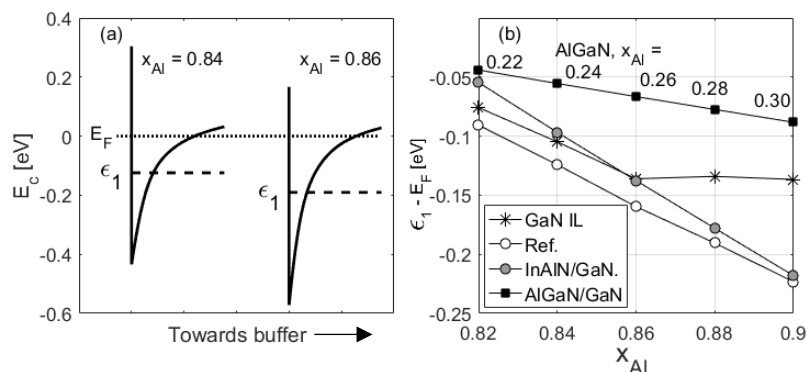 (a)
x_Al = 0.84
x_Al = 0.86
E_F
ϵ_1
ϵ_1
E_c [eV]
0.4
0.2
0
-0.2
-0.4
-0.6
Towards buffer
(b)
AlGaN, x_Al =
0.22
0.24
0.26
0.28
0.30
ϵ_1 - E_F [eV]
-0.05
-0.1
-0.15
-0.2
-0.25
GaN IL
Ref.
InAlN/GaN.
AlGaN/GaN
0.82
0.84
0.86
0.88
0.9
x_Al